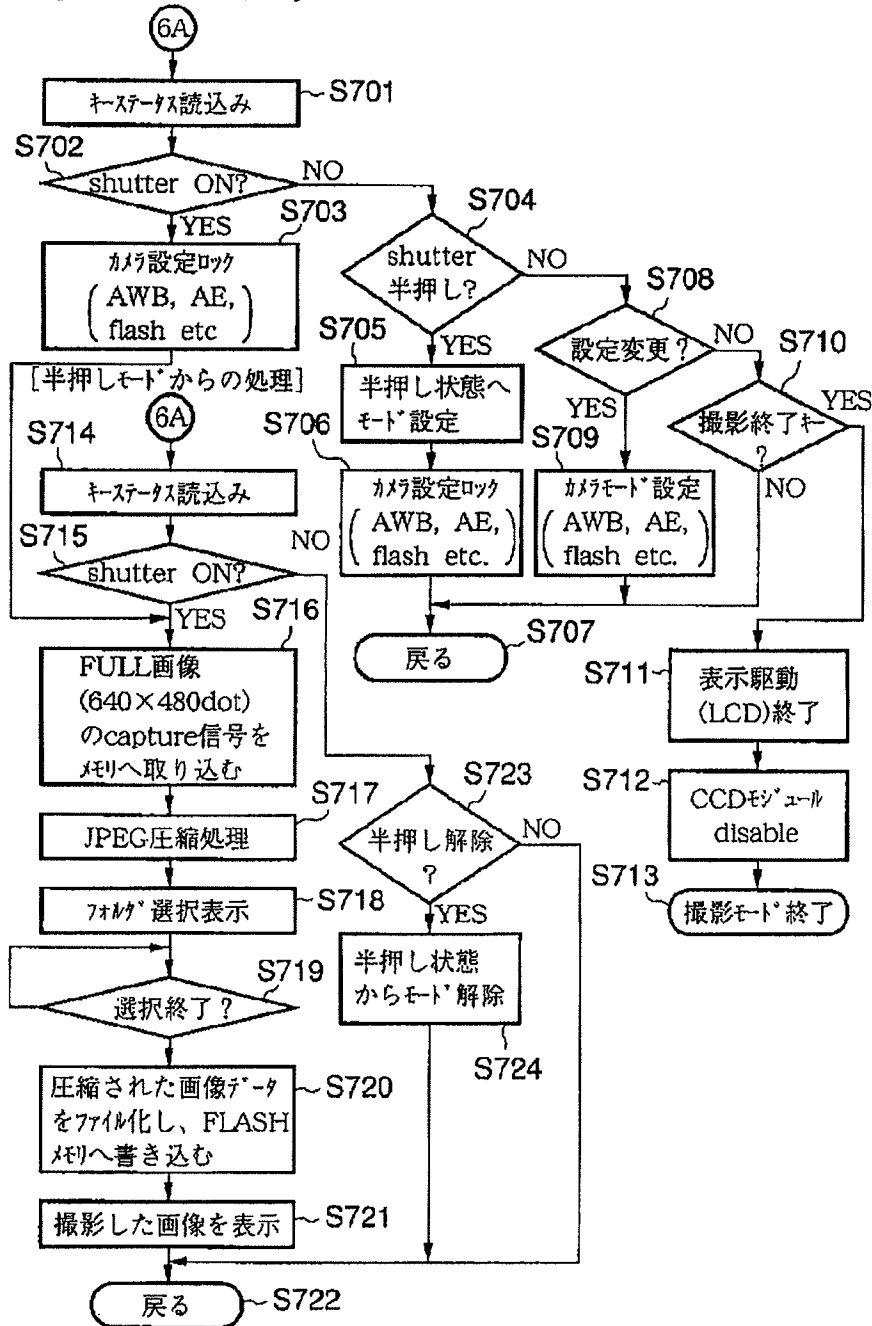 6A
キーステータス読込み
S701
S702
shutter ON?
NO
YES
S703
カメラ設定ロック
(AWB, AE,
flash etc)
S704
shutter
半押し?
NO
YES
S705
半押し状態へ
モード設定
S706
カメラ設定ロック
(AWB, AE,
flash etc.)
S707
戻る
S708
設定変更?
NO
YES
S709
カメラモード設定
(AWB, AE,
flash etc.)
S710
撮影終了キー
?
YES
NO
S711
表示駆動
(LCD)終了
S712
CCDモジュール
disable
S713
撮影モード終了
[半押しモードからの処理]
6A
S714
キーステータス読込み
S715
shutter ON?
NO
YES
S716
FULL画像
(640×480dot)
のcapture信号を
メモリへ取り込む
S717
JPEG圧縮処理
S718
フォルダ選択表示
S719
選択終了?
S720
圧縮された画像データ
をファイル化し、FLASH
メモリへ書き込む
S721
撮影した画像を表示
S722
戻る
S723
半押し解除
?
NO
YES
半押し状態
からモード解除
S724